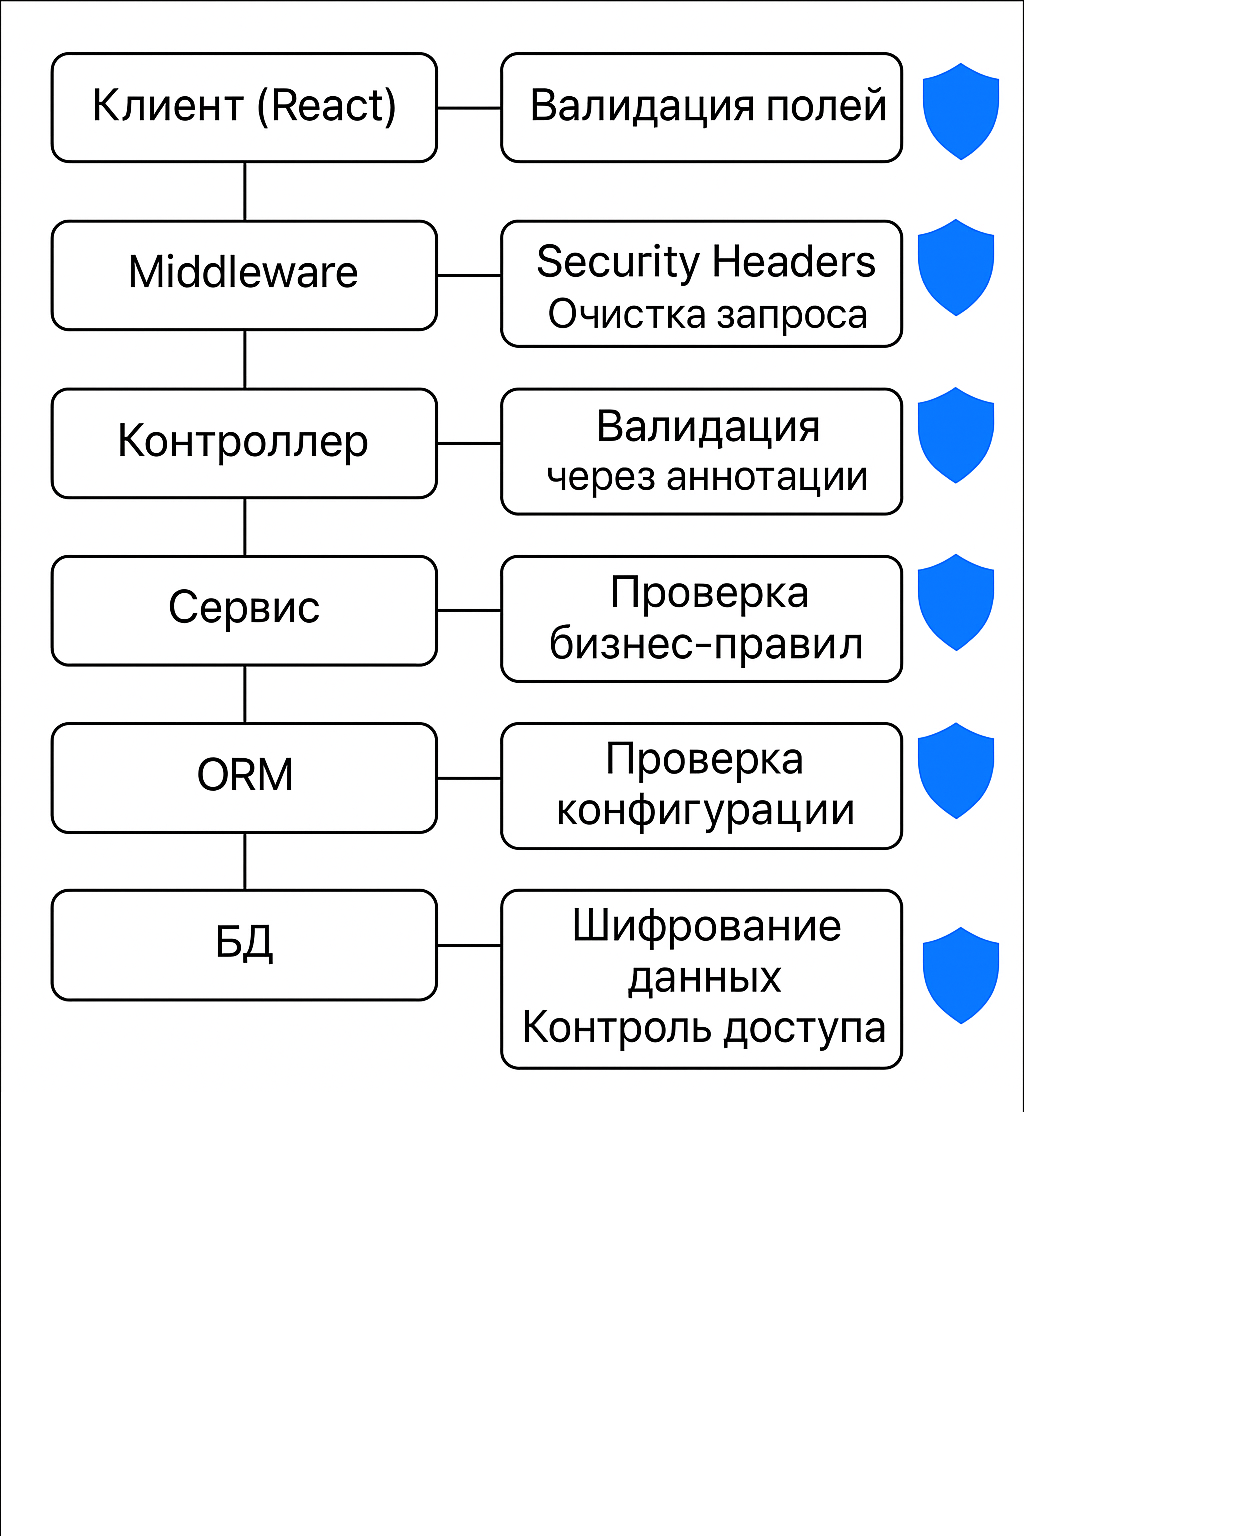 Клиент (React)
Валидация полей
Middleware
Security Headers
Очистка запроса
Контроллер
Валидация
через аннотации
Сервис
Проверка
бизнес-правил
ORM
Проверка
конфигурации
БД
Шифрование
данных
Контроль доступа